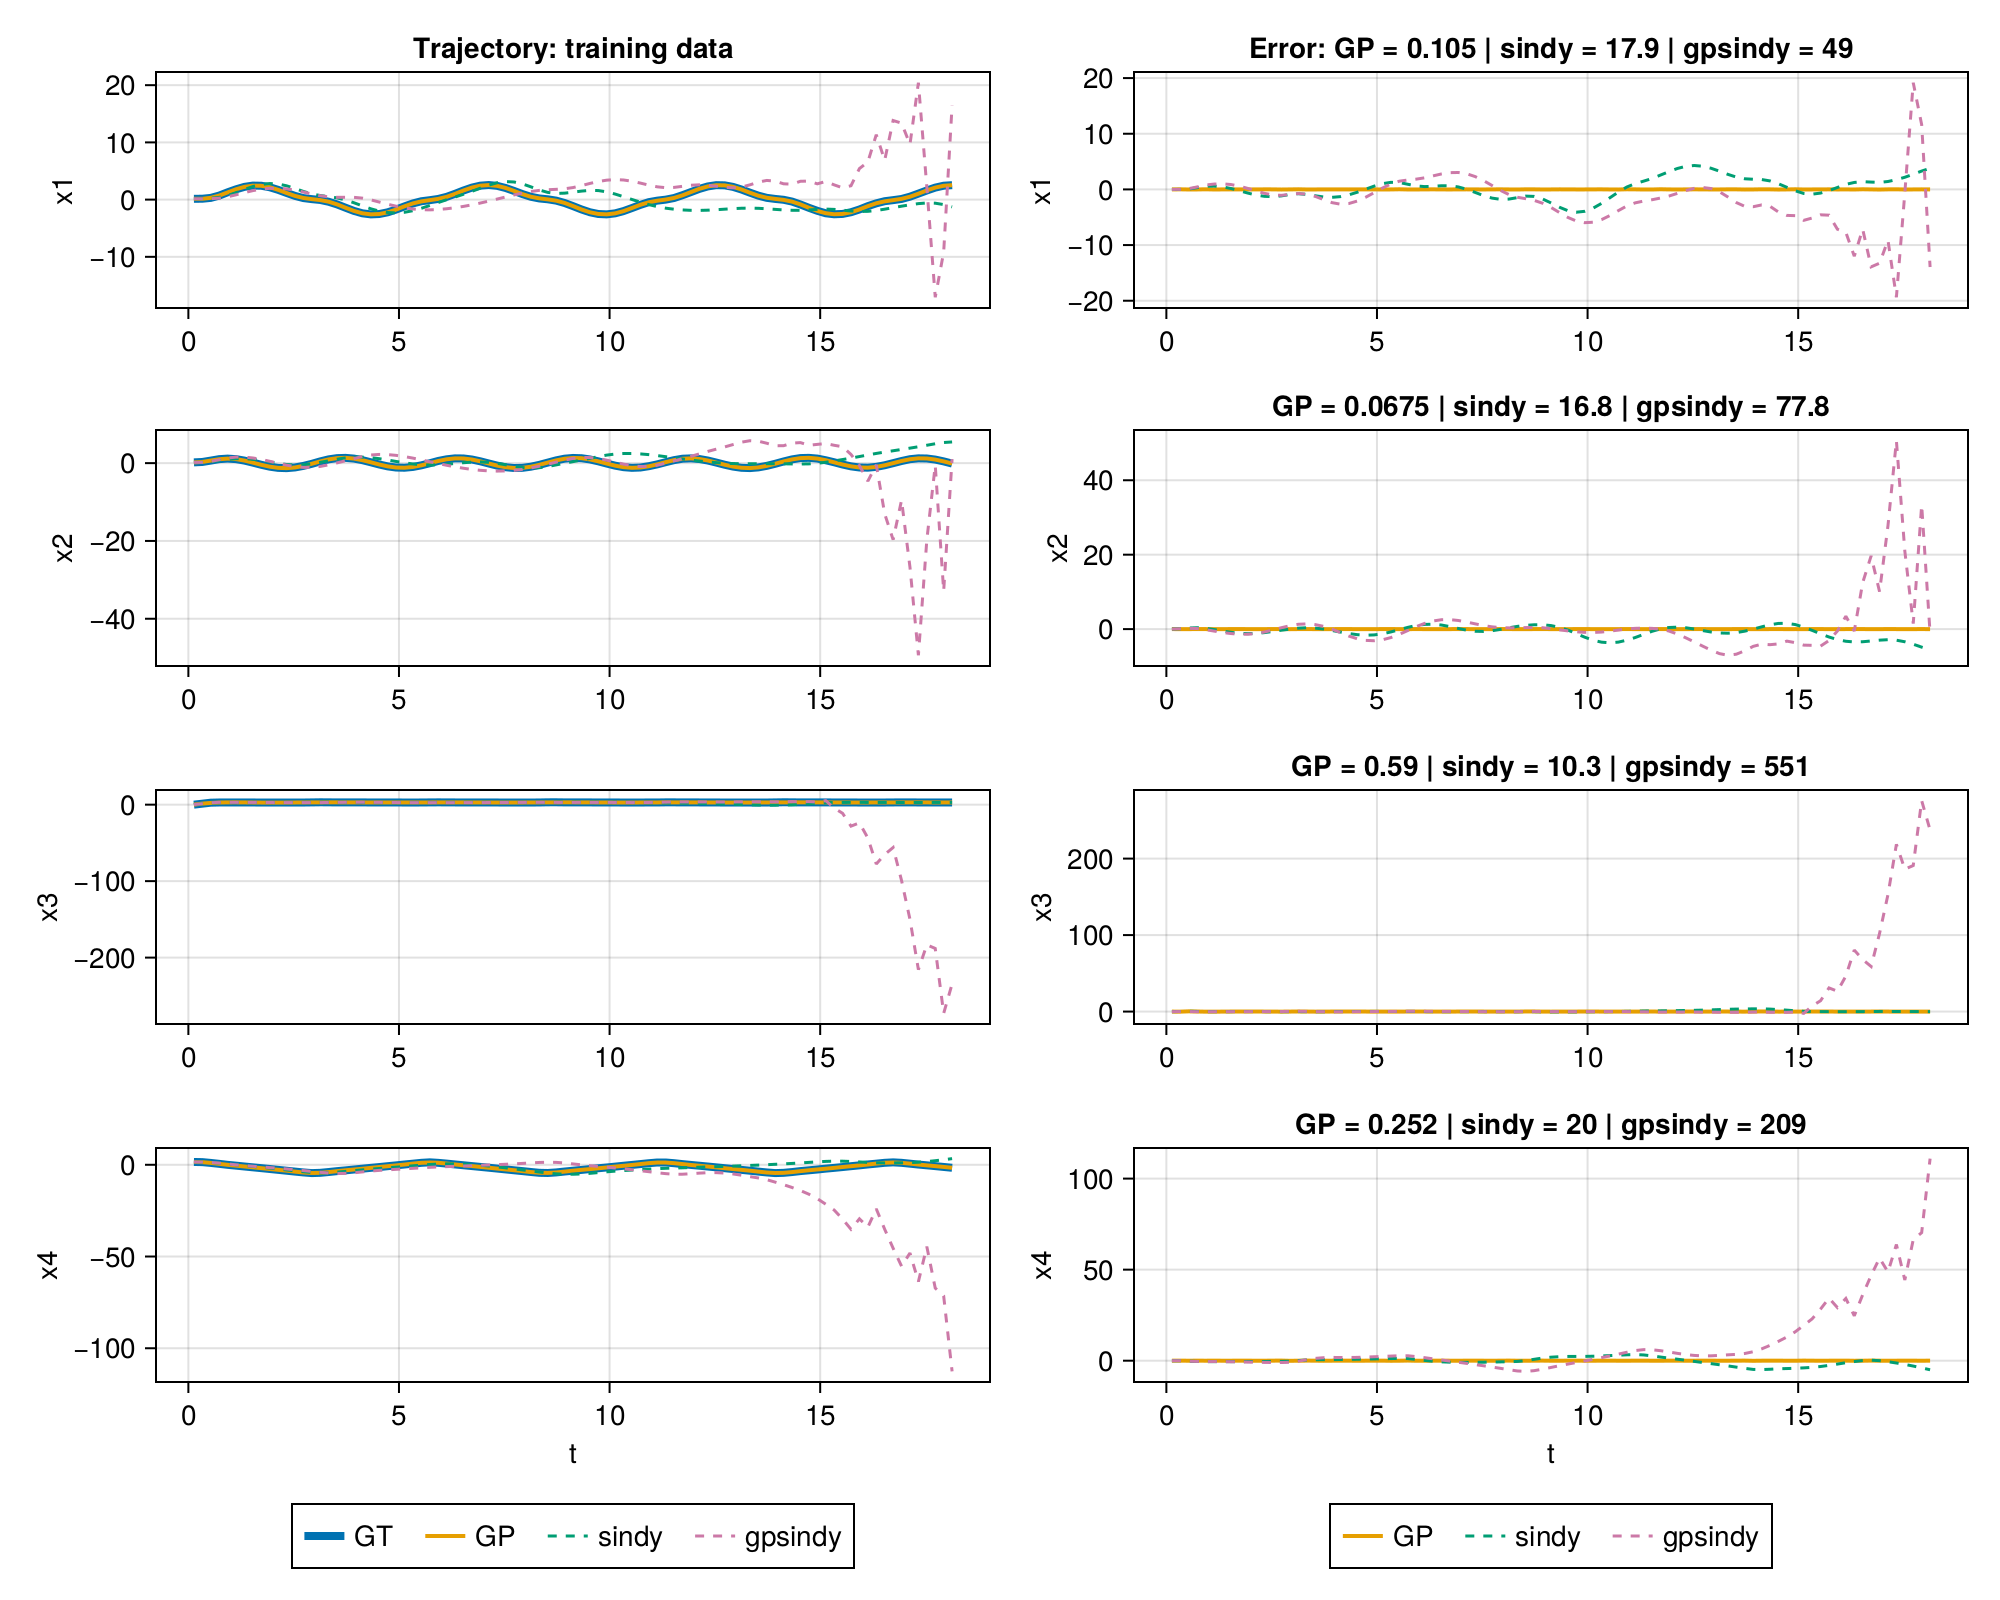 Trajectory: training data
20
10
0
−10
x1
0 5 10 15
Error: GP = 0.105 | sindy = 17.9 | gpsindy = 49
20
10
0
−10
−20
x1
0 5 10 15
0
−20
−40
x2
0 5 10 15
GP = 0.0675 | sindy = 16.8 | gpsindy = 77.8
40
20
0
x2
0 5 10 15
0
−100
−200
x3
0 5 10 15
GP = 0.59 | sindy = 10.3 | gpsindy = 551
200
100
0
x3
0 5 10 15
0
−50
−100
x4
0 5 10 15
t
GP = 0.252 | sindy = 20 | gpsindy = 209
100
50
0
x4
0 5 10 15
t
GT GP sindy gpsindy
GP sindy gpsindy